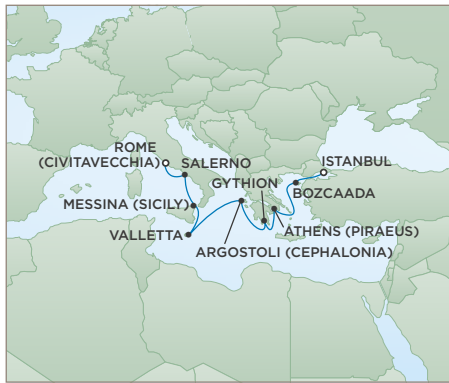 ROME
(CIVITAVECCHIA)
SALERNO
ISTANBUL
GYTHION
BOZCAADA
MESSINA (SICILY)
VALLETTA
ATHENS (PIRAEUS)
ARGOSTOLI (CEPHALONIA)